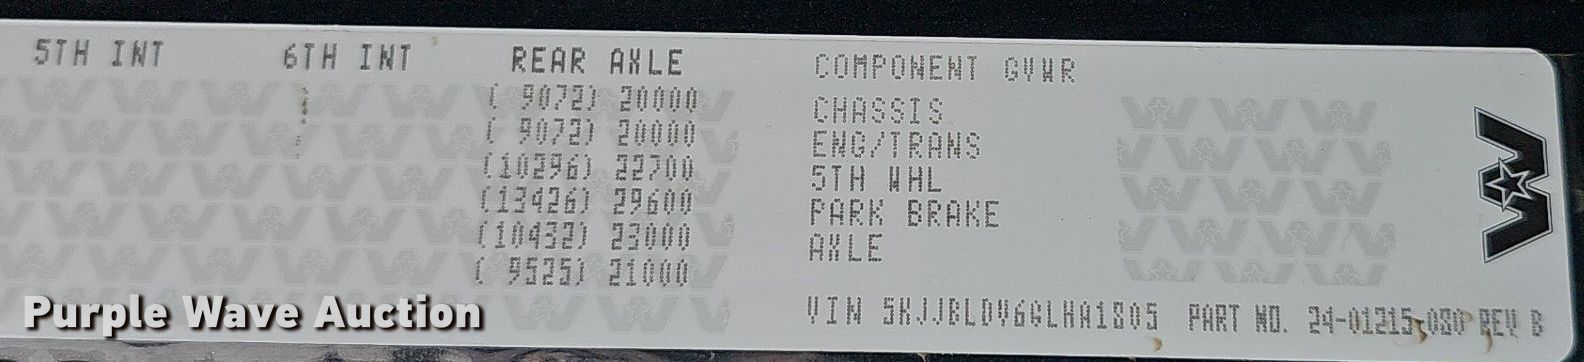 5TH INT 6TH INT REAR AXLE COMPONENT GVWR
( 9072) 20000 CHASSIS
( 9072) 20000 ENG/TRANS
(10296) 22700 5TH WHL
(13426) 29600 PARK BRAKE
(10432) 23000 AXLE
( 9525) 21000
VIN 5KJJBLDV6GLHA1805 PART NO. 24-01215-080 REV B
Purple Wave Auction